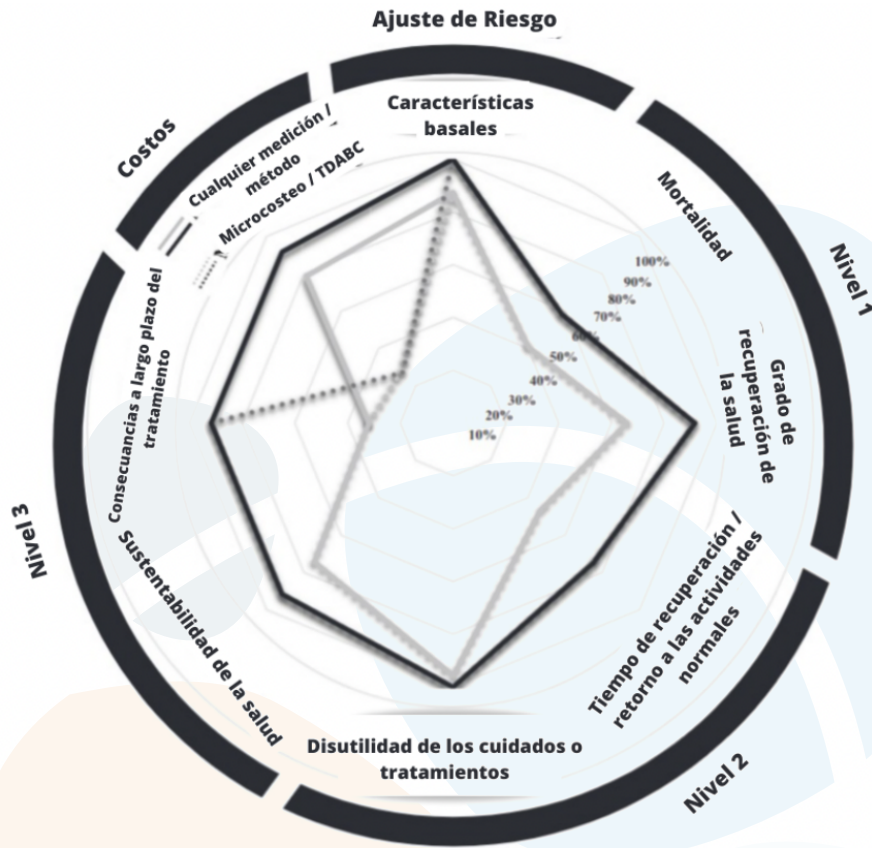 Ajuste de Riesgo
Características
basales
Costos
Cualquier medición /
método
Microcosteo / TDABC
Mortalidad
Nivel 1
Grado de
recuperación de
la salud
100%
90%
80%
70%
60%
50%
40%
30%
20%
10%
Consecuancias a largo plazo del
tratamiento
Nivel 3
Sustentabilidad de la salud
Tiempo de recuperación /
retorno a las actividades
normales
Disutilidad de los cuidados o
tratamientos
Nivel 2